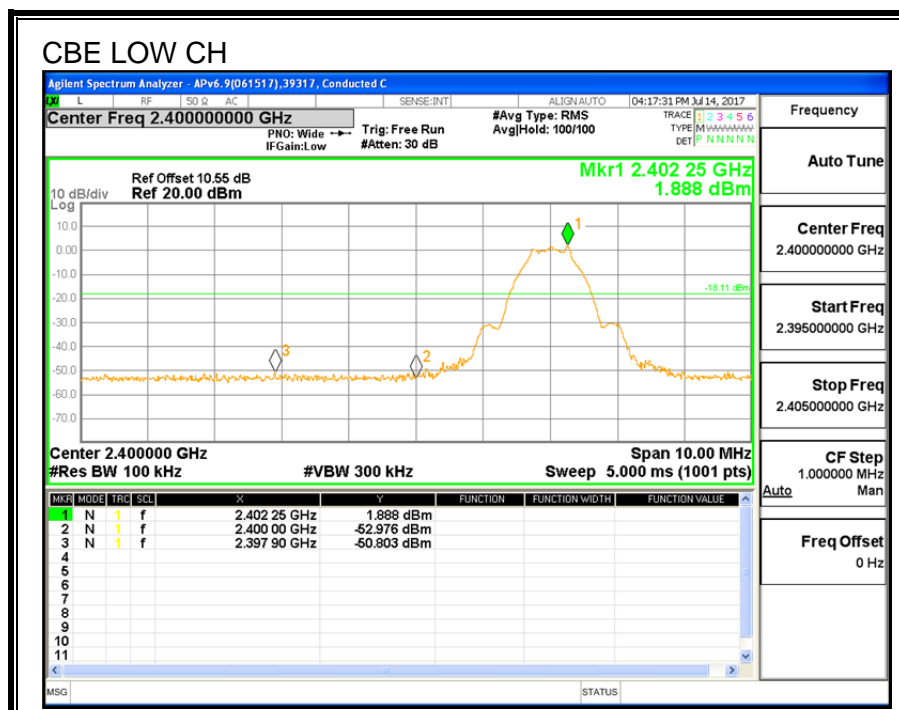 CBE LOW CH
Agilent Spectrum Analyzer - APv6.9(061517),39317, Conducted C
LXI L RF 50 Ω AC SENSE:INT ALIGN AUTO 04:17:31 PM Jul 14, 2017
Center Freq 2.400000000 GHz
#Avg Type: RMS
TRACE 1 2 3 4 5 6
PNO: Wide
Trig: Free Run
Avg|Hold: 100/100
TYPE M WWWWW
IFGain:Low
#Atten: 30 dB
DET P N N N N N
Mkr1 2.402 25 GHz
1.888 dBm
Ref Offset 10.55 dB
10 dB/div Ref 20.00 dBm
Log
10.0
0.00
-10.0
-20.0
-30.0
-40.0
-50.0
-60.0
-70.0
1
-18.11 dBm
3
2
Center 2.400000 GHz Span 10.00 MHz
#Res BW 100 kHz #VBW 300 kHz Sweep 5.000 ms (1001 pts)
MKR MODE TRC SCL X Y FUNCTION FUNCTION WIDTH FUNCTION VALUE
1 N 1 f 2.402 25 GHz 1.888 dBm
2 N 1 f 2.400 00 GHz -52.976 dBm
3 N 1 f 2.397 90 GHz -50.803 dBm
4
5
6
7
8
9
10
11
MSG STATUS
Frequency
Auto Tune
Center Freq
2.400000000 GHz
Start Freq
2.395000000 GHz
Stop Freq
2.405000000 GHz
CF Step
1.000000 MHz
Auto Man
Freq Offset
0 Hz